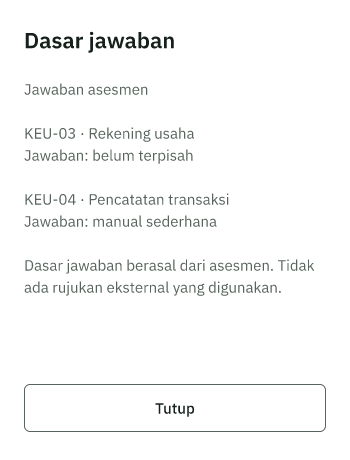 Dasar jawaban
Jawaban asesmen
KEU-03 · Rekening usaha
Jawaban: belum terpisah
KEU-04 · Pencatatan transaksi
Jawaban: manual sederhana
Dasar jawaban berasal dari asesmen. Tidak
ada rujukan eksternal yang digunakan.
Tutup